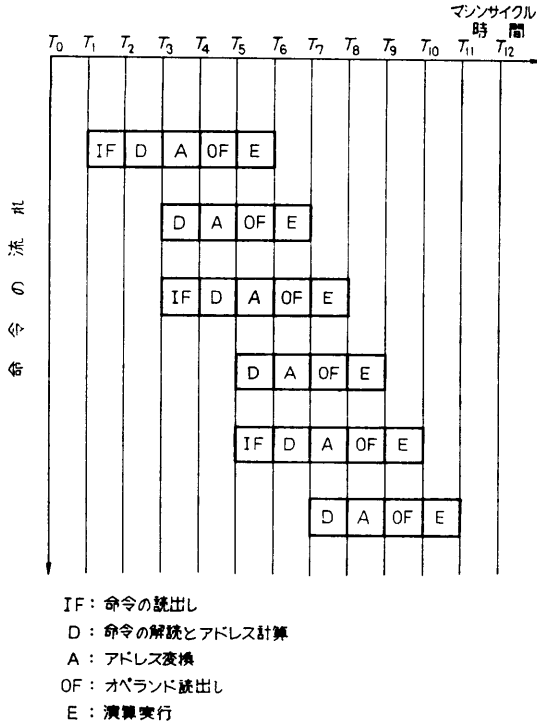 マシンサイクル
時間
T0 T1 T2 T3 T4 T5 T6 T7 T8 T9 T10 T11 T12
命令の流れ
IF D A OF E
D A OF E
IF D A OF E
D A OF E
IF D A OF E
D A OF E
IF：命令の読出し
D：命令の解読とアドレス計算
A：アドレス変換
OF：オペランド読出し
E：演算実行